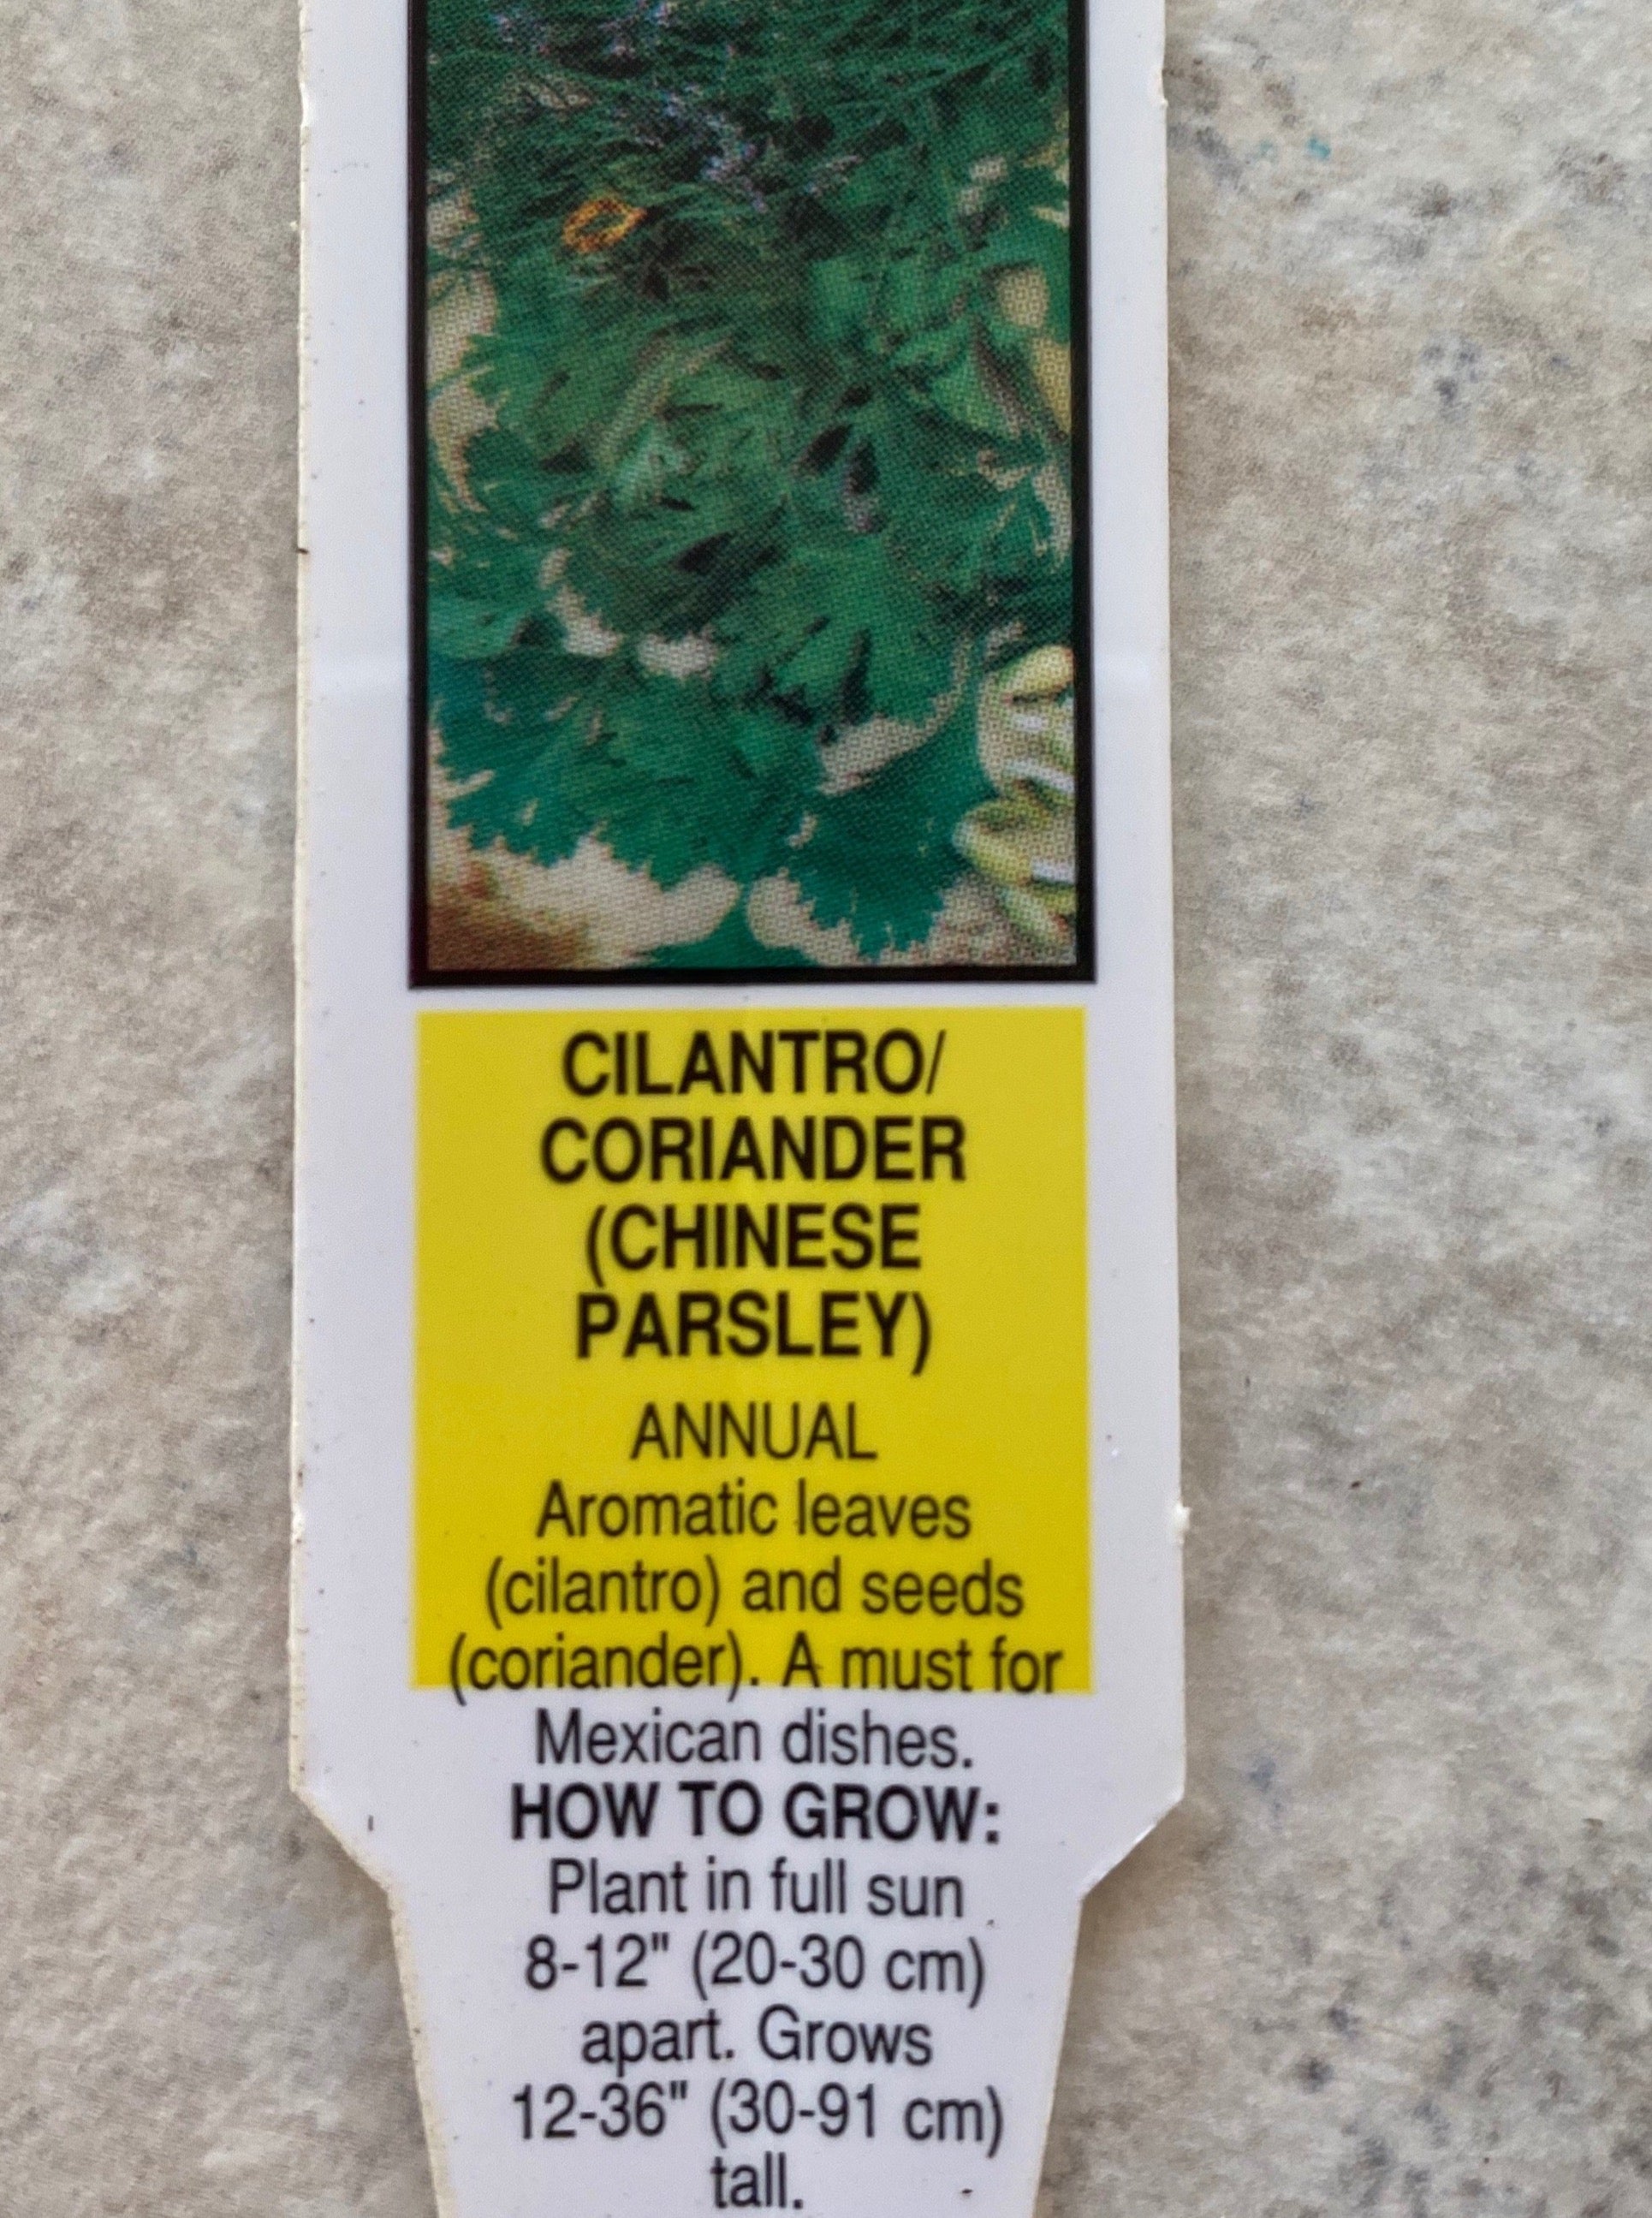 CILANTRO/
CORIANDER
(CHINESE
PARSLEY)
ANNUAL
Aromatic leaves
(cilantro) and seeds
(coriander). A must for
Mexican dishes.
HOW TO GROW:
Plant in full sun
8-12" (20-30 cm)
apart. Grows
12-36" (30-91 cm)
tall.